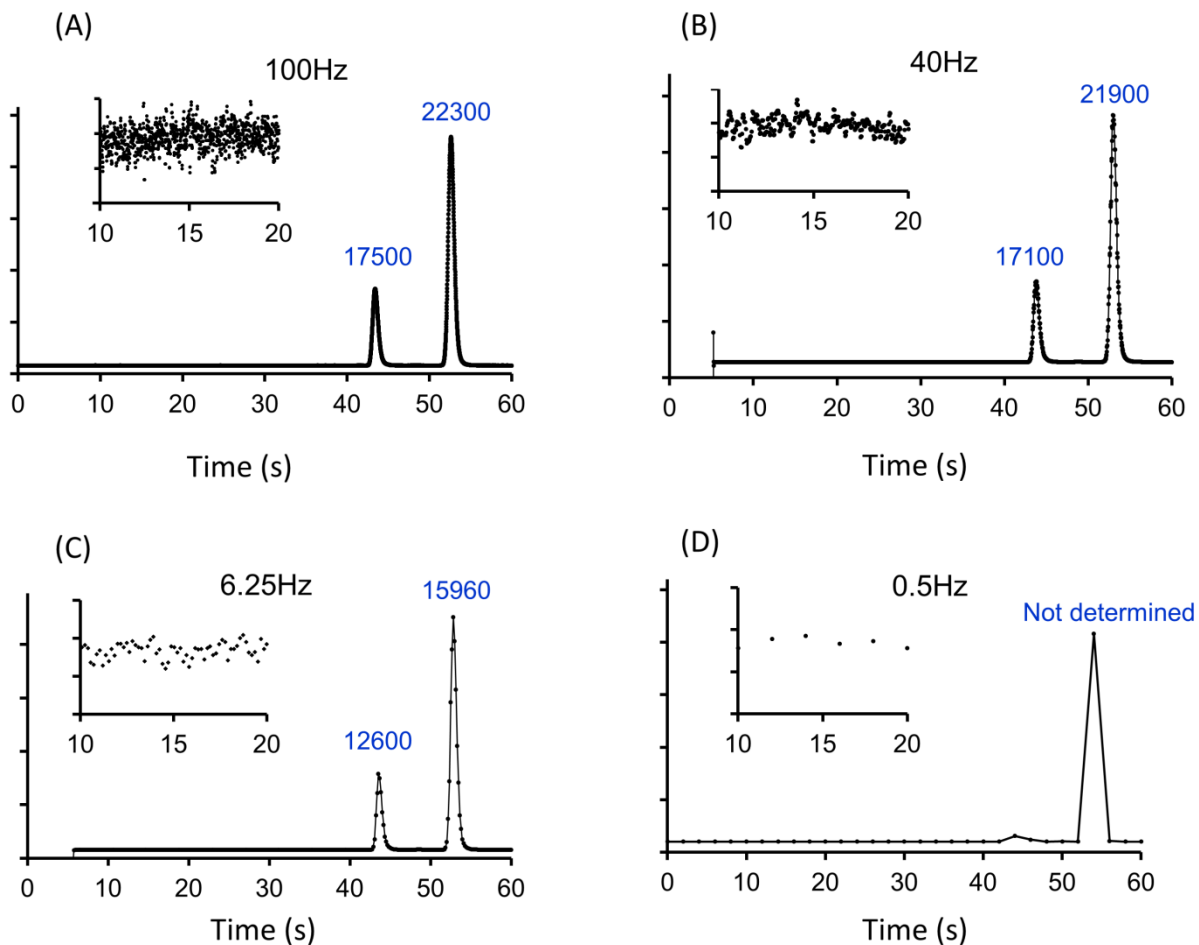 (A)
100Hz
22300
17500
10 15 20
0 10 20 30 40 50 60
Time (s)
(B)
40Hz
21900
17100
10 15 20
0 10 20 30 40 50 60
Time (s)
(C)
6.25Hz
15960
12600
10 15 20
0 10 20 30 40 50 60
Time (s)
(D)
0.5Hz
Not determined
10 15 20
0 10 20 30 40 50 60
Time (s)